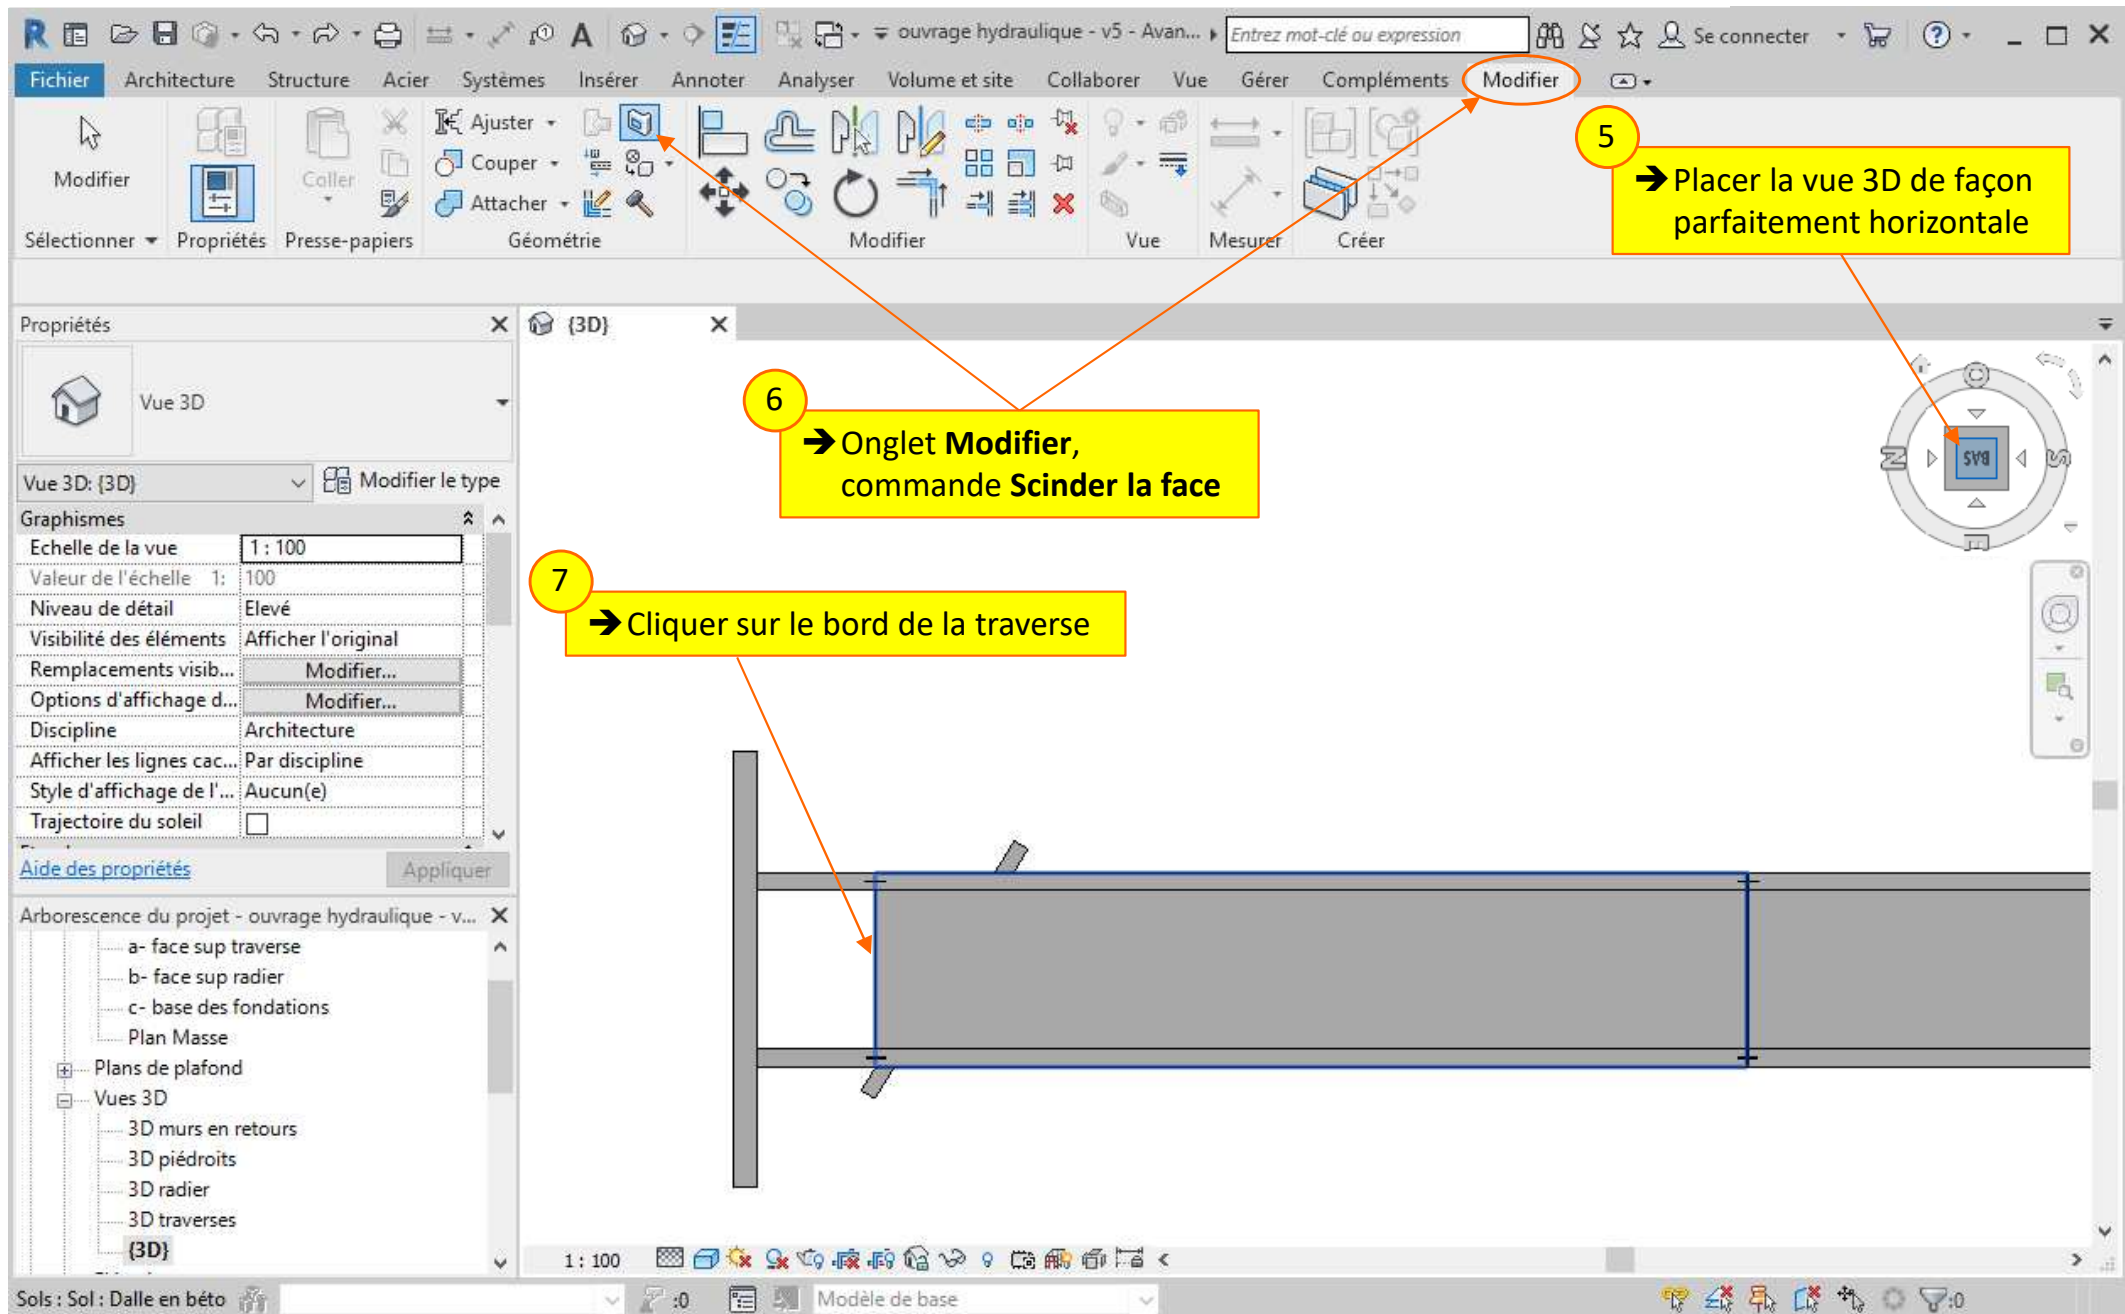 ouvrage hydraulique - v5 - Avan...
Entrez mot-clé ou expression
Se connecter
Fichier Architecture Structure Acier Systèmes Insérer Annoter Analyser Volume et site Collaborer Vue Gérer Compléments Modifier
Modifier
Coller
Ajuster
Couper
Attacher
Sélectionner Propriétés Presse-papiers Géométrie Modifier Vue Mesurer Créer
5
➔ Placer la vue 3D de façon
parfaitement horizontale
Propriétés
{3D}
Vue 3D
Vue 3D: {3D}
Modifier le type
Graphismes
Echelle de la vue 1 : 100
Valeur de l'échelle 1: 100
Niveau de détail Elevé
Visibilité des éléments Afficher l'original
Remplacements visib... Modifier...
Options d'affichage d... Modifier...
Discipline Architecture
Afficher les lignes cac... Par discipline
Style d'affichage de l'... Aucun(e)
Trajectoire du soleil
Aide des propriétés
Appliquer
6
➔ Onglet Modifier,
commande Scinder la face
7
➔ Cliquer sur le bord de la traverse
BAS
N
S
E
O
Arborescence du projet - ouvrage hydraulique - v...
a- face sup traverse
b- face sup radier
c- base des fondations
Plan Masse
Plans de plafond
Vues 3D
3D murs en retours
3D piédroits
3D radier
3D traverses
{3D}
1 : 100
Sols : Sol : Dalle en béto
:0
Modèle de base
:0